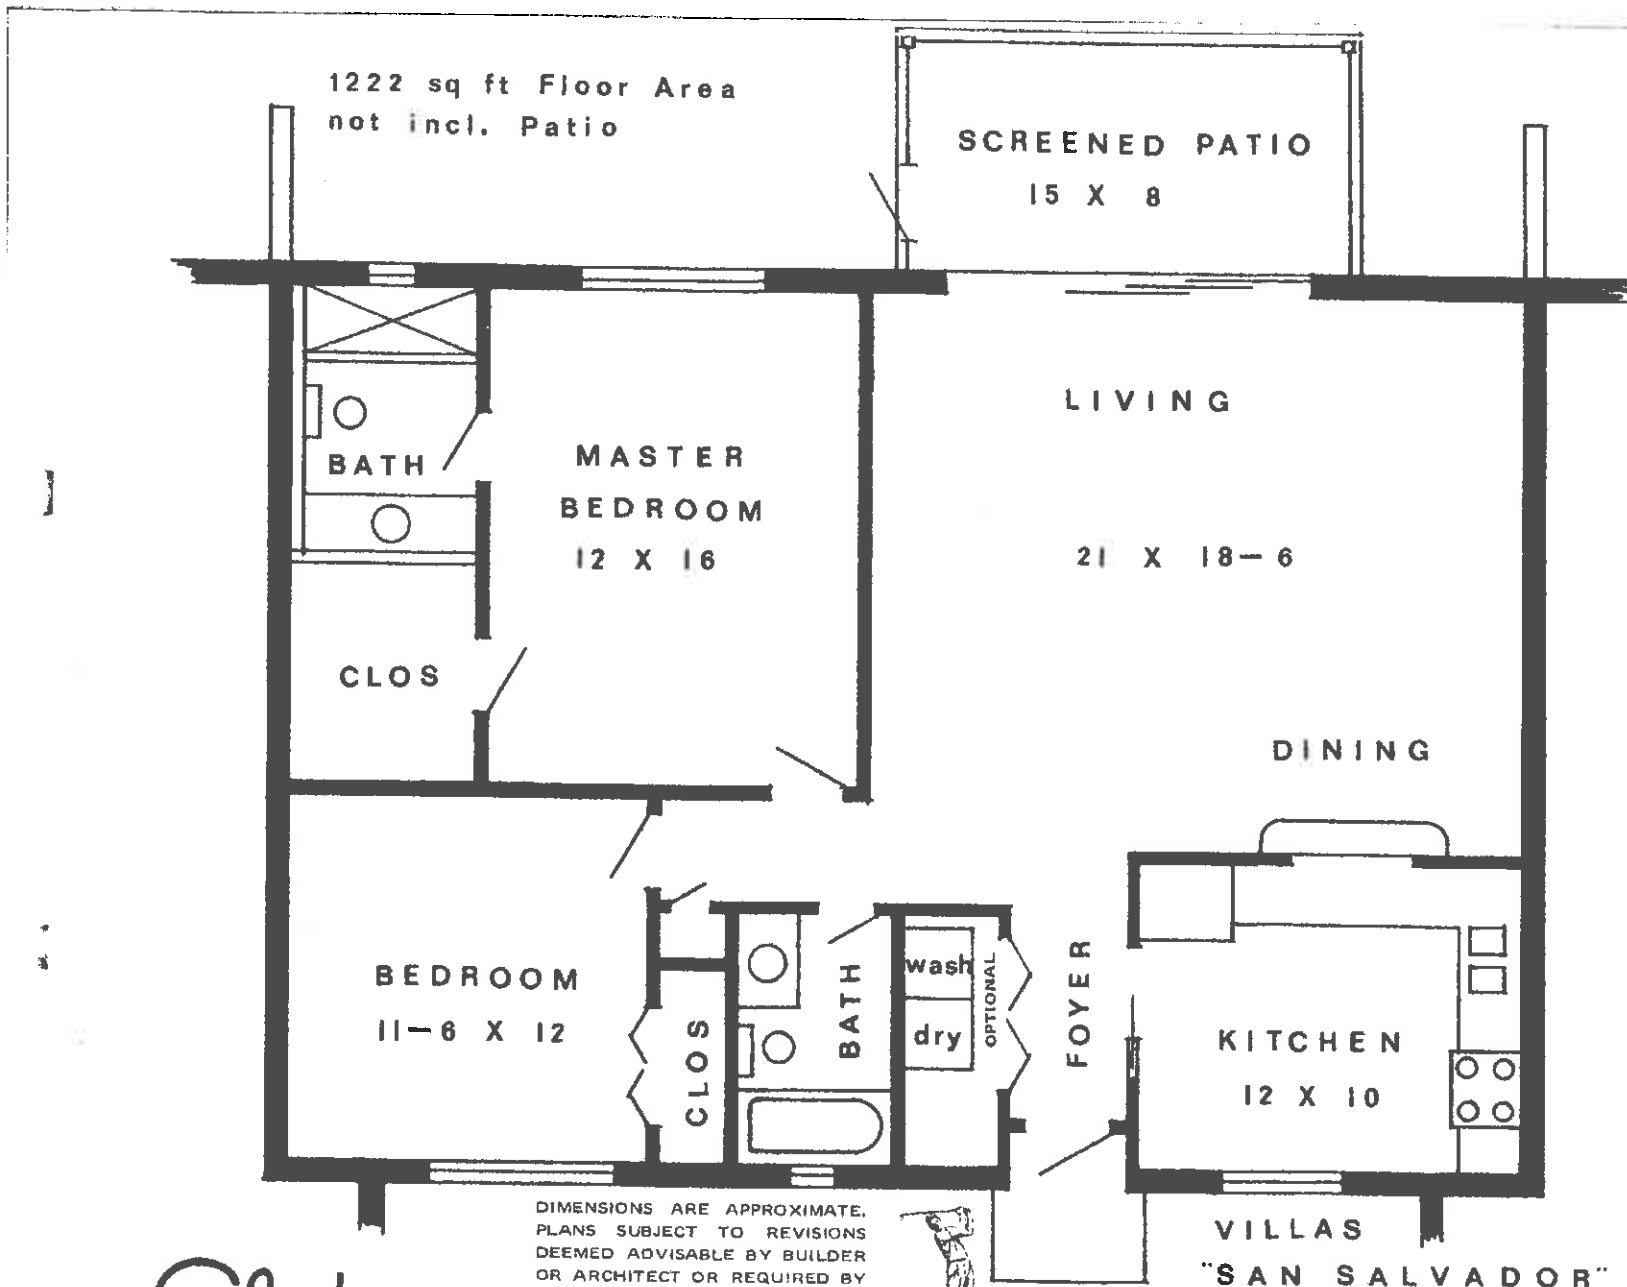 1222 sq ft Floor Area
not incl. Patio
SCREENED PATIO
15 X 8
LIVING
BATH
MASTER
BEDROOM
12 X 16
21 X 18-6
CLOS
DINING
BEDROOM
11-6 X 12
CLOS
BATH
wash
dry
OPTIONAL
FOYER
KITCHEN
12 X 10
DIMENSIONS ARE APPROXIMATE.
PLANS SUBJECT TO REVISIONS
DEEMED ADVISABLE BY BUILDER
OR ARCHITECT OR REQUIRED BY
VILLAS
"SAN SALVADOR"